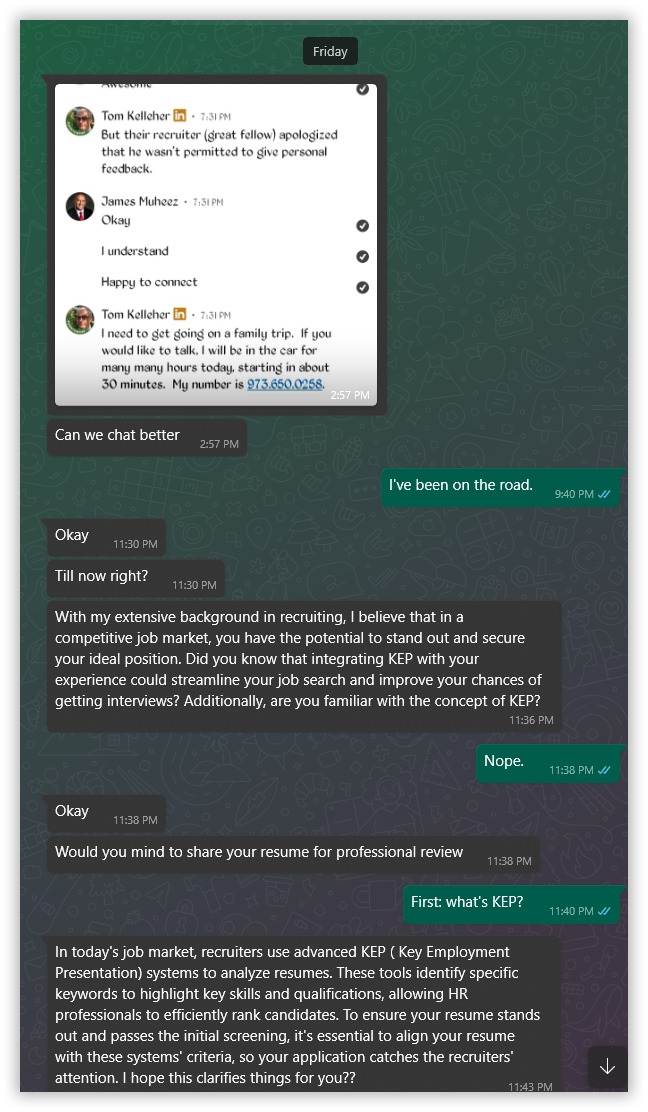 Friday
Awesome
Tom Kelleher in • 7:31 PM
But their recruiter (great fellow) apologized
that he wasn't permitted to give personal
feedback.
James Muheez • 7:31 PM
Okay
I understand
Happy to connect
Tom Kelleher in • 7:31 PM
I need to get going on a family trip. If you
would like to talk, I will be in the car for
many many hours today, starting in about
30 minutes. My number is 973.650.0258.
2:57 PM
Can we chat better 2:57 PM
I've been on the road. 9:40 PM
Okay 11:30 PM
Till now right? 11:30 PM
With my extensive background in recruiting, I believe that in a
competitive job market, you have the potential to stand out and secure
your ideal position. Did you know that integrating KEP with your
experience could streamline your job search and improve your chances of
getting interviews? Additionally, are you familiar with the concept of KEP?
11:36 PM
Nope. 11:38 PM
Okay 11:38 PM
Would you mind to share your resume for professional review 11:38 PM
First: what's KEP? 11:40 PM
In today's job market, recruiters use advanced KEP ( Key Employment
Presentation) systems to analyze resumes. These tools identify specific
keywords to highlight key skills and qualifications, allowing HR
professionals to efficiently rank candidates. To ensure your resume stands
out and passes the initial screening, it's essential to align your resume
with these systems' criteria, so your application catches the recruiters'
attention. I hope this clarifies things for you??
11:43 PM